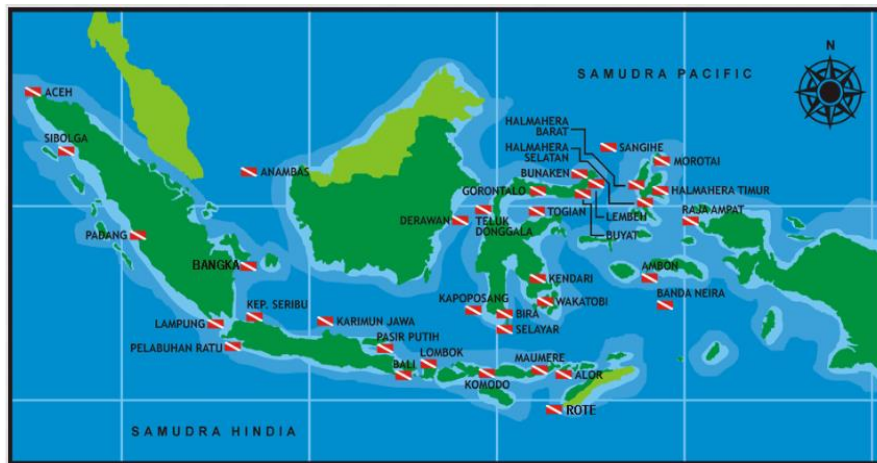 SAMUDRA PACIFIC
N
ACEH
HALMAHERA
BARAT
SIBOLGA
HALMAHERA
SELATAN
SANGIHE
MOROTAI
ANAMBAS
BUNAKEN
GORONTALO
HALMAHERA TIMUR
DERAWAN
TELUK
DONGGALA
TOGIAN
LEMBEH
RAJA AMPAT
PADANG
BUYAT
BANGKA
KENDARI
AMBON
KEP. SERIBU
KAPOPOSANG
WAKATOBI
BANDA NEIRA
LAMPUNG
KARIMUN JAWA
BIRA
SELAYAR
PELABUHAN RATU
PASIR PUTIH
LOMBOK
MAUMERE
BALI
KOMODO
ALOR
ROTE
SAMUDRA HINDIA